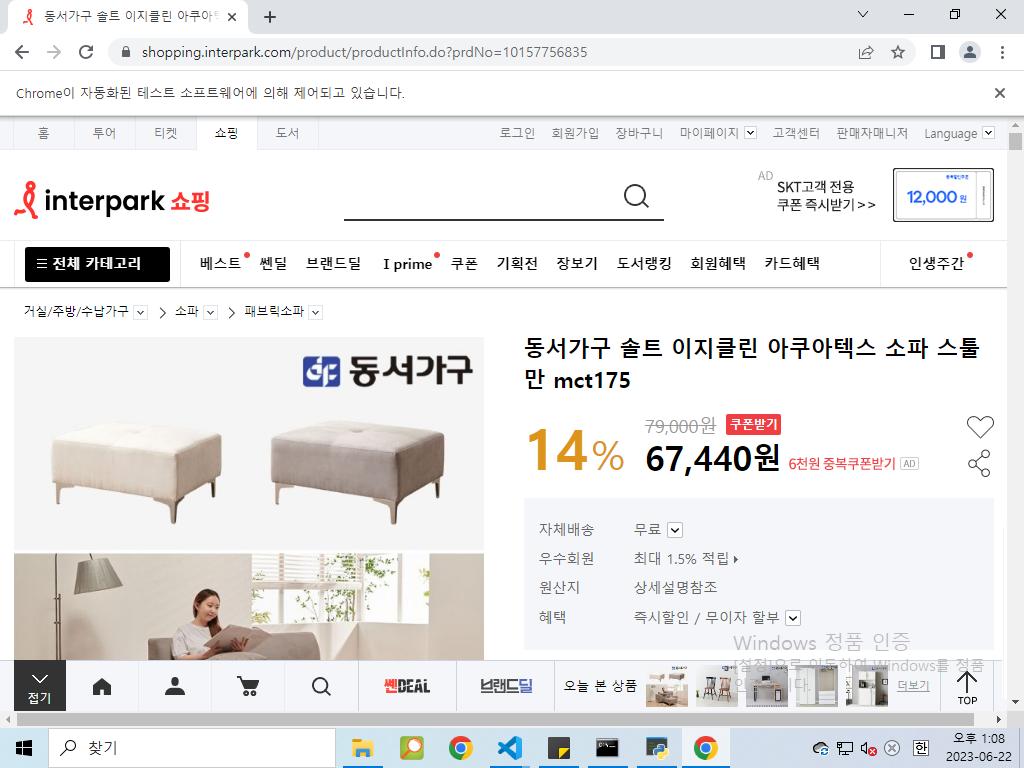 동서가구 솔트 이지클린 아쿠아텍
shopping.interpark.com/product/productInfo.do?prdNo=10157756835
Chrome이 자동화된 테스트 소프트웨어에 의해 제어되고 있습니다.
홈 투어 티켓 쇼핑 도서 로그인 회원가입 장바구니 마이페이지 고객센터 판매자매니저 Language
interpark 쇼핑
AD SKT고객 전용
쿠폰 즉시받기>>
12,000원
전체 카테고리 베스트 쎈딜 브랜드딜 I prime 쿠폰 기획전 장보기 도서랭킹 회원혜택 카드혜택 인생주간
거실/주방/수납가구 > 소파 > 패브릭소파
동서가구
동서가구 솔트 이지클린 아쿠아텍스 소파 스툴
만 mct175
14% 79,000원 쿠폰받기
67,440원 6천원 중복쿠폰받기 AD
자체배송 무료
우수회원 최대 1.5% 적립
원산지 상세설명참조
혜택 즉시할인 / 무이자 할부
Windows 정품 인증
[설정]으로 이동하여 Windows를 정품
접기
쎈DEAL 브랜드딜 오늘 본 상품 더보기 TOP
찾기
한
오후 1:08
2023-06-22